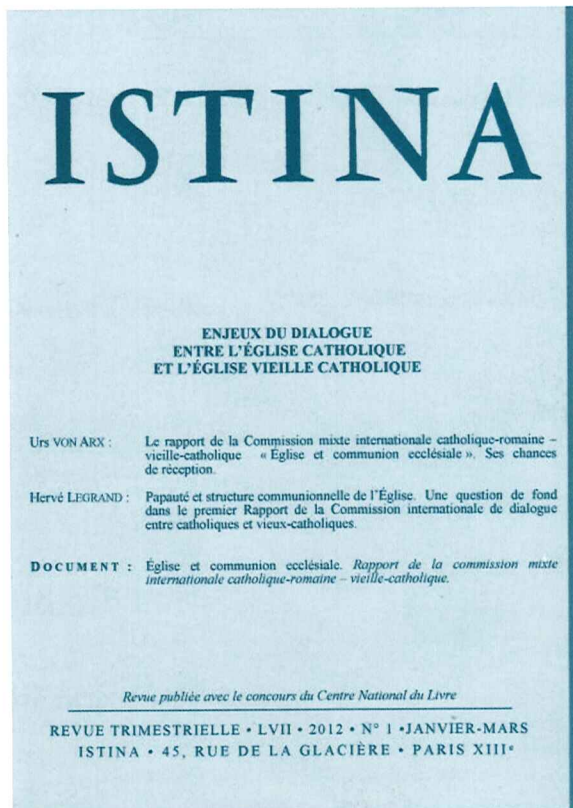 ISTINA
ENJEUX DU DIALOGUE
ENTRE L'ÉGLISE CATHOLIQUE
ET L'ÉGLISE VIEILLE CATHOLIQUE
Urs VON ARX : Le rapport de la Commission mixte internationale catholique-romaine –
vieille-catholique « Église et communion ecclésiale ». Ses chances
de réception.
Hervé LEGRAND : Papauté et structure communionnelle de l'Église. Une question de fond
dans le premier Rapport de la Commission internationale de dialogue
entre catholiques et vieux-catholiques.
DOCUMENT : Église et communion ecclésiale. Rapport de la commission mixte
internationale catholique-romaine – vieille-catholique.
Revue publiée avec le concours du Centre National du Livre
REVUE TRIMESTRIELLE • LVII • 2012 • N° 1 •JANVIER-MARS
ISTINA • 45, RUE DE LA GLACIÈRE • PARIS XIIIe